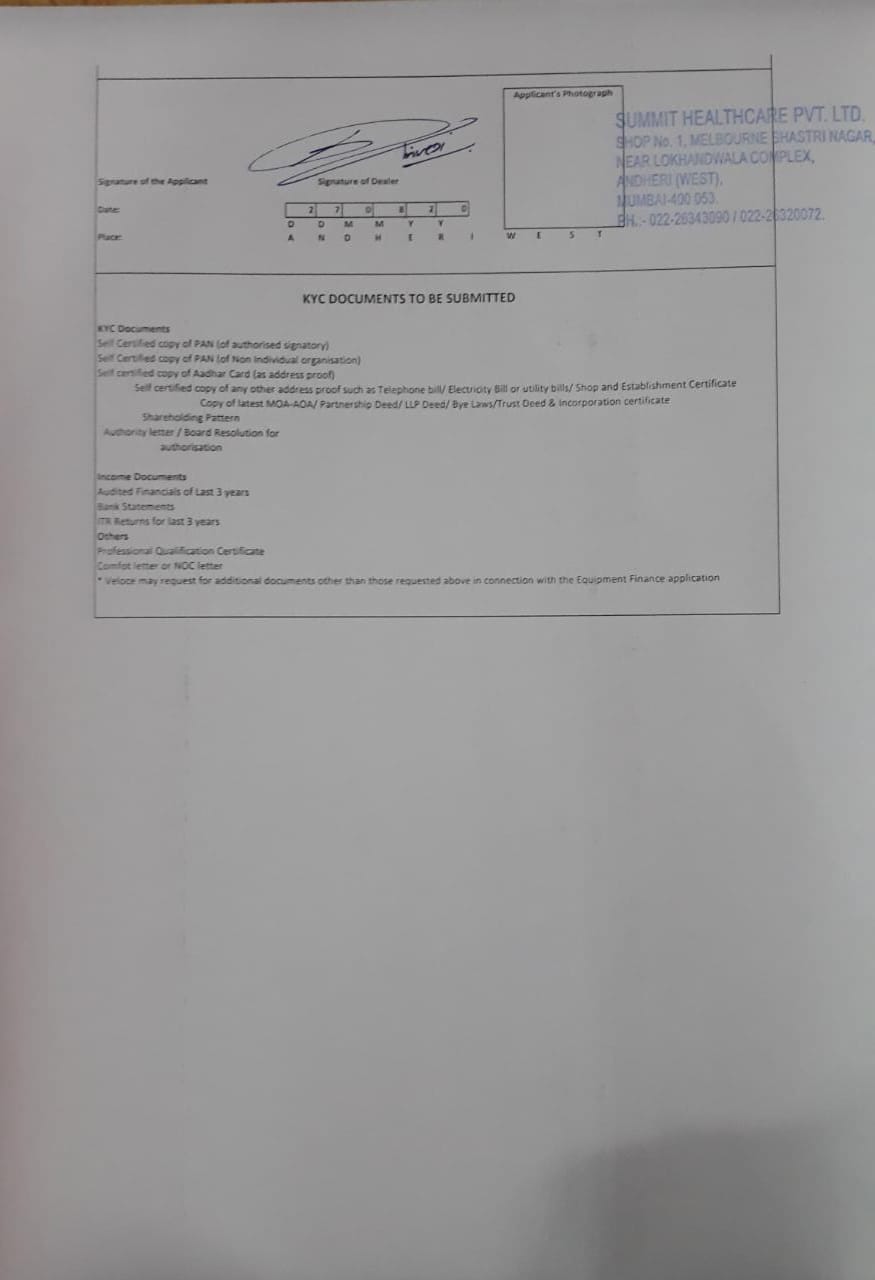 Applicant's Photograph
SUMMIT HEALTHCARE PVT. LTD.
SHOP No. 1, MELBOURNE SHASTRI NAGAR,
NEAR LOKHANDWALA COMPLEX,
ANDHERI (WEST),
MUMBAI-400 053.
PH.:- 022-26343090 / 022-26320072.
Signature of the Applicant
Signature of Dealer
Date: 2 7 0 8 2 0
D D M M Y Y
Place: A N D H E R I W E S T
KYC DOCUMENTS TO BE SUBMITTED
KYC Documents
Self Certified copy of PAN (of authorised signatory)
Self Certified copy of PAN (of Non Individual organisation)
Self certified copy of Aadhar Card (as address proof)
Self certified copy of any other address proof such as Telephone bill/ Electricity Bill or utility bills/ Shop and Establishment Certificate
Copy of latest MOA-AOA/ Partnership Deed/ LLP Deed/ Bye Laws/Trust Deed & Incorporation certificate
Shareholding Pattern
Authority letter / Board Resolution for
authorisation
Income Documents
Audited Financials of Last 3 years
Bank Statements
ITR Returns for last 3 years
Others
Professional Qualification Certificate
Comfot letter or NOC letter
* Veloce may request for additional documents other than those requested above in connection with the Equipment Finance application